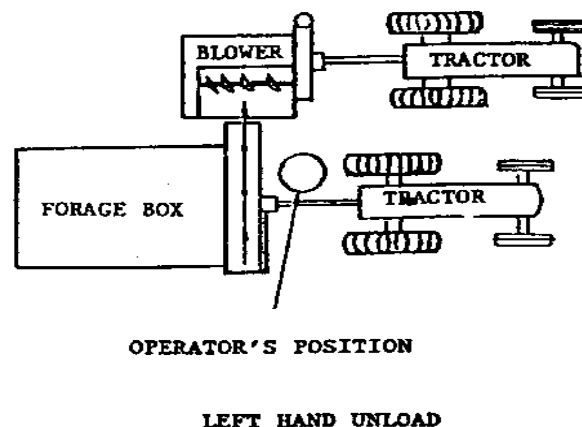 BLOWER
TRACTOR
FORAGE BOX
TRACTOR
OPERATOR'S POSITION
LEFT HAND UNLOAD